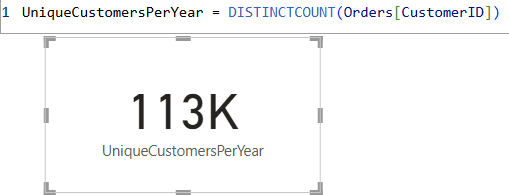 1 UniqueCustomersPerYear = DISTINCTCOUNT(Orders[CustomerID])
113K
UniqueCustomersPerYear